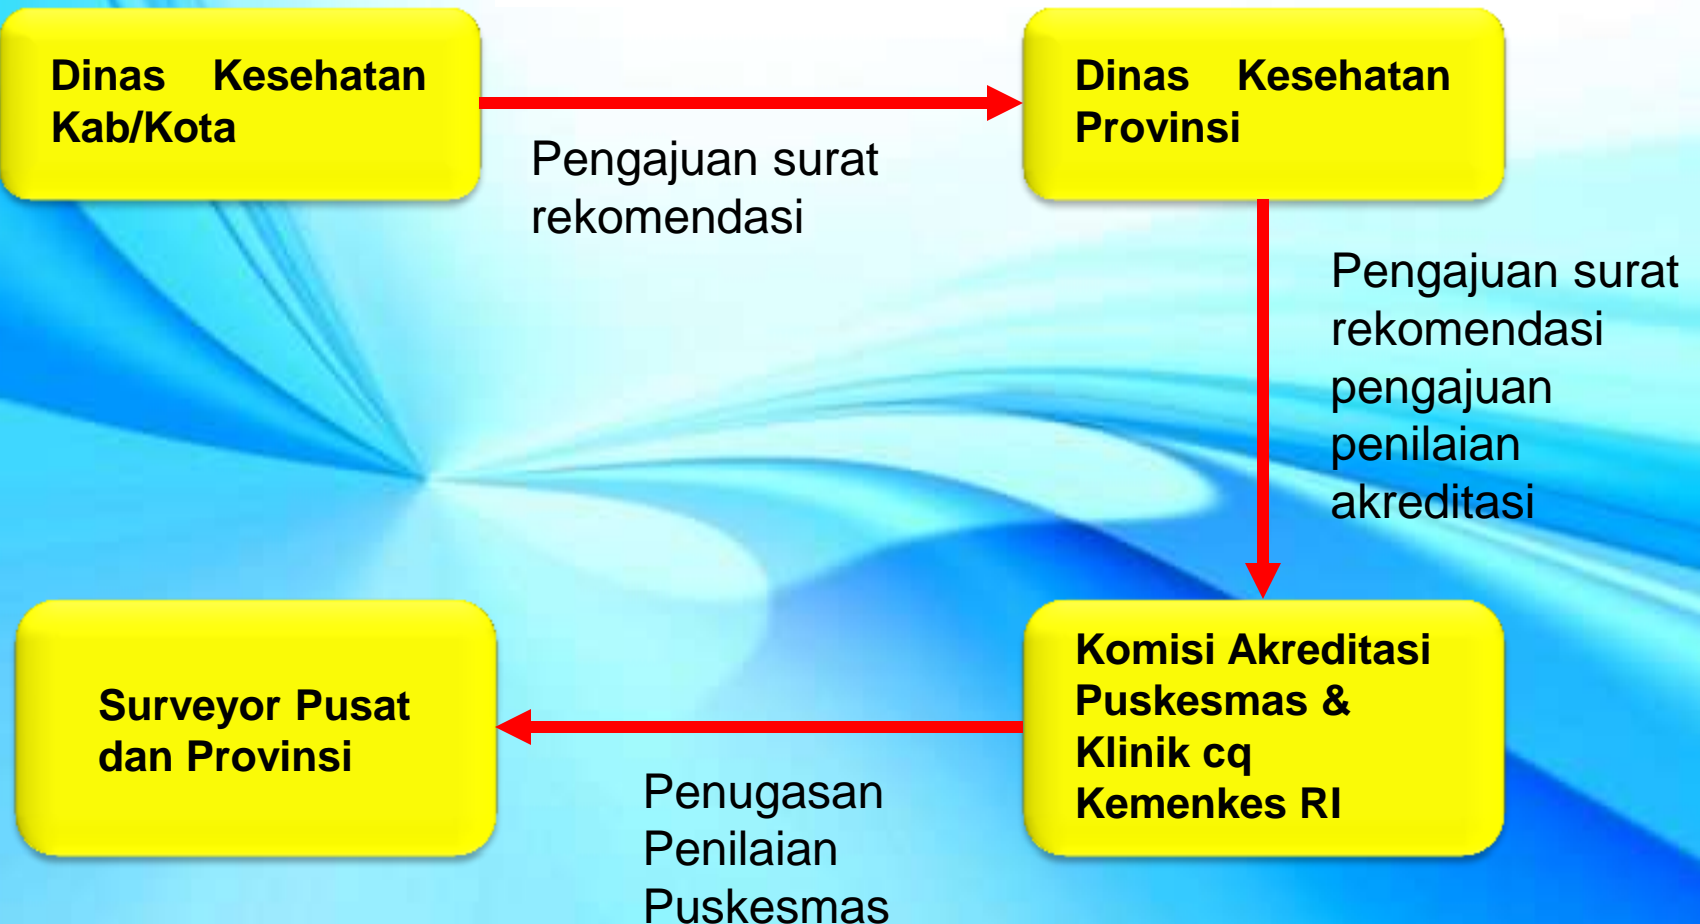 Dinas Kesehatan
Kab/Kota
Pengajuan surat
rekomendasi
Dinas Kesehatan
Provinsi
Pengajuan surat
rekomendasi
pengajuan
penilaian
akreditasi
Komisi Akreditasi
Puskesmas &
Klinik cq
Kemenkes RI
Penugasan
Penilaian
Puskesmas
Surveyor Pusat
dan Provinsi